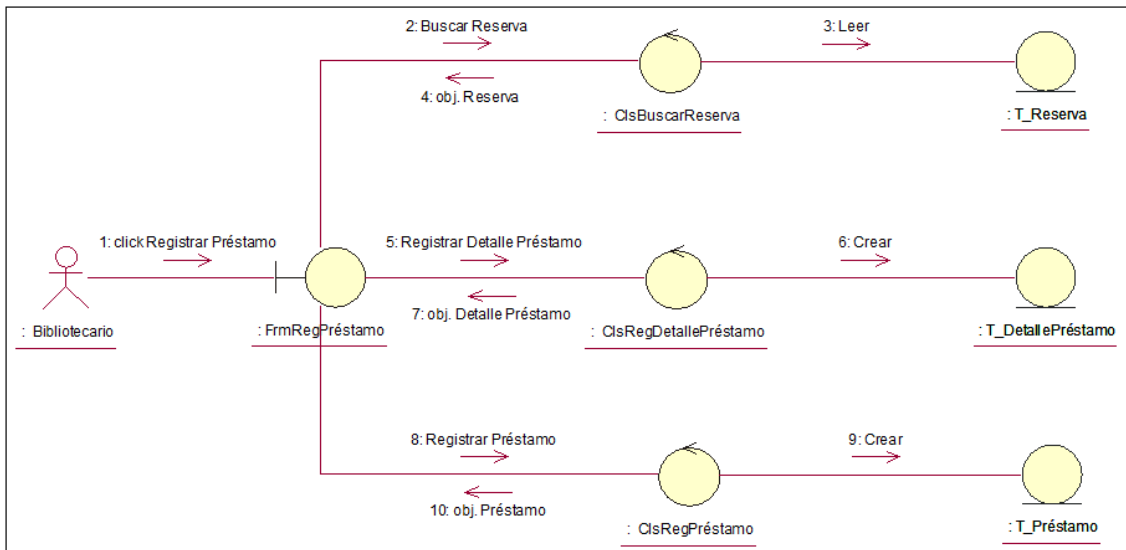 2: Buscar Reserva
3: Leer
4: obj. Reserva
: ClsBuscarReserva
: T_Reserva
1: click Registrar Préstamo
5: Registrar Detalle Préstamo
6: Crear
7: obj. Detalle Préstamo
: Bibliotecario
: FrmRegPréstamo
: ClsRegDetallePréstamo
: T_DetallePréstamo
8: Registrar Préstamo
9: Crear
10: obj. Préstamo
: ClsRegPréstamo
: T_Préstamo